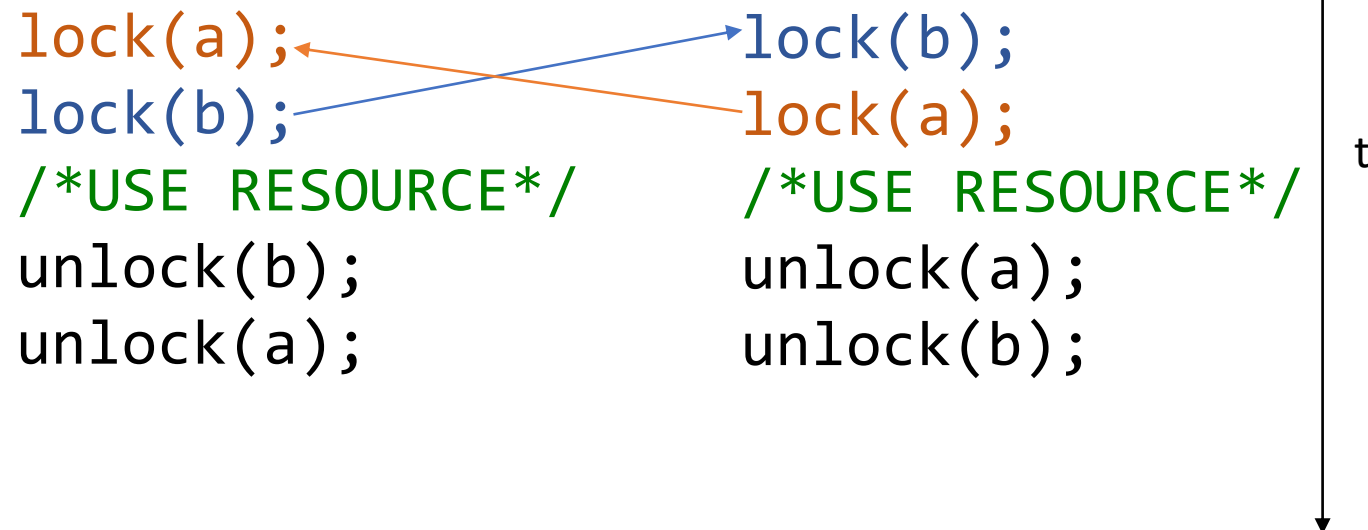 lock(a);
lock(b);
/*USE RESOURCE*/
unlock(b);
unlock(a);
lock(b);
lock(a);
/*USE RESOURCE*/
unlock(a);
unlock(b);
t